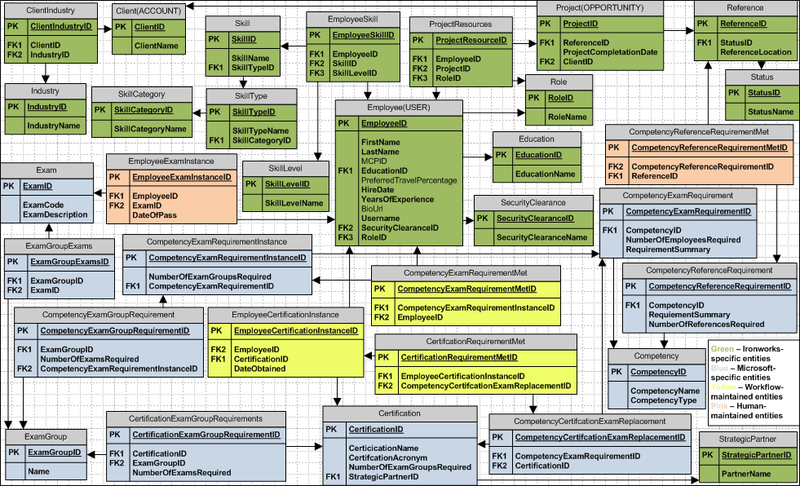 ClientIndustry
PK ClientIndustryID
FK1 ClientID
FK2 IndustryID
Client(ACCOUNT)
PK ClientID
ClientName
Skill
PK SkillID
SkillName
FK1 SkillTypeID
EmployeeSkill
PK EmployeeSkillID
FK1 EmployeeID
FK2 SkillID
FK3 SkillLevelID
ProjectResources
PK ProjectResourceID
FK1 EmployeeID
FK2 ProjectID
FK3 RoleID
Project(OPPORTUNITY)
PK ProjectID
FK1 ReferenceID
ProjectCompletionDate
FK2 ClientID
Reference
PK ReferenceID
FK1 StatusID
ReferenceLocation
Industry
PK IndustryID
IndustryName
SkillCategory
PK SkillCategoryID
SkillCategoryName
SkillType
PK SkillTypeID
SkillTypeName
FK1 SkillCategoryID
Employee(USER)
PK EmployeeID
FirstName
LastName
MCPID
FK1 EducationID
PreferredTravelPercentage
HireDate
YearsOfExperience
BioUrl
Username
FK2 SecurityClearanceID
FK3 RoleID
Role
PK RoleID
RoleName
Status
PK StatusID
StatusName
Education
PK EducationID
EducationName
CompetencyReferenceRequirementMet
PK CompetencyReferenceRequirementMetID
FK2 CompetencyReferenceRequirementID
FK1 ReferenceID
Exam
PK ExamID
ExamCode
ExamDescription
EmployeeExamInstance
PK EmployeeExamInstanceID
FK1 EmployeeID
FK2 ExamID
DateOfPass
SkillLevel
PK SkillLevelID
SkillLevelName
SecurityClearance
PK SecurityClearanceID
SecurityClearanceName
CompetencyExamRequirement
PK CompetencyExamRequirementID
FK1 CompetencyID
NumberOfEmployeesRequired
RequirementSummary
ExamGroupExams
PK ExamGroupExamsID
FK1 ExamGroupID
FK2 ExamID
CompetencyExamRequirementInstance
PK CompetencyExamRequirementInstanceID
NumberOfExamGroupsRequired
FK1 CompetencyExamRequirementID
CompetencyExamRequirementMet
PK CompetencyExamRequirementMetID
FK1 CompetencyExamRequirementInstanceID
FK2 EmployeeID
CompetencyReferenceRequirement
PK CompetencyReferenceRequirementID
FK1 CompetencyID
RequiementSummary
NumberOfReferencesRequired
CompetencyExamGroupRequirement
PK CompetencyExamGroupRequirementID
FK1 ExamGroupID
NumberOfExamsRequired
FK2 CompetencyExamRequirementInstanceID
EmployeeCertificationInstance
PK EmployeeCertificationInstanceID
FK2 EmployeeID
FK1 CertificationID
DateObtained
CertifcationRequirementMet
PK CertificationRequirementMetID
FK1 EmployeeCertificationInstanceID
FK2 CompetencyCertifcationExamReplacementID
Competency
PK CompetencyID
CompetencyName
CompetencyType
Green – Ironworks-
specific entities
Blue – Microsoft-
specific entities
Yellow – Workflow-
maintained entities
Pink – Human-
maintained entities
ExamGroup
PK ExamGroupID
Name
CertificationExamGroupRequirements
PK CertificationExamGroupRequirementID
FK1 CertificationID
FK2 ExamGroupID
NumberOfExamsRequired
Certification
PK CertificationID
CerticicationName
CertifcationAcronym
NumberOfExamGroupsRequired
FK1 StrategicPartnerID
CompetencyCertifcationExamReplacement
PK CompetencyCertifcationExamReplacementID
FK1 CompetencyExamRequirementID
FK2 CertificationID
StrategicPartner
PK StrategicPartnerID
PartnerName